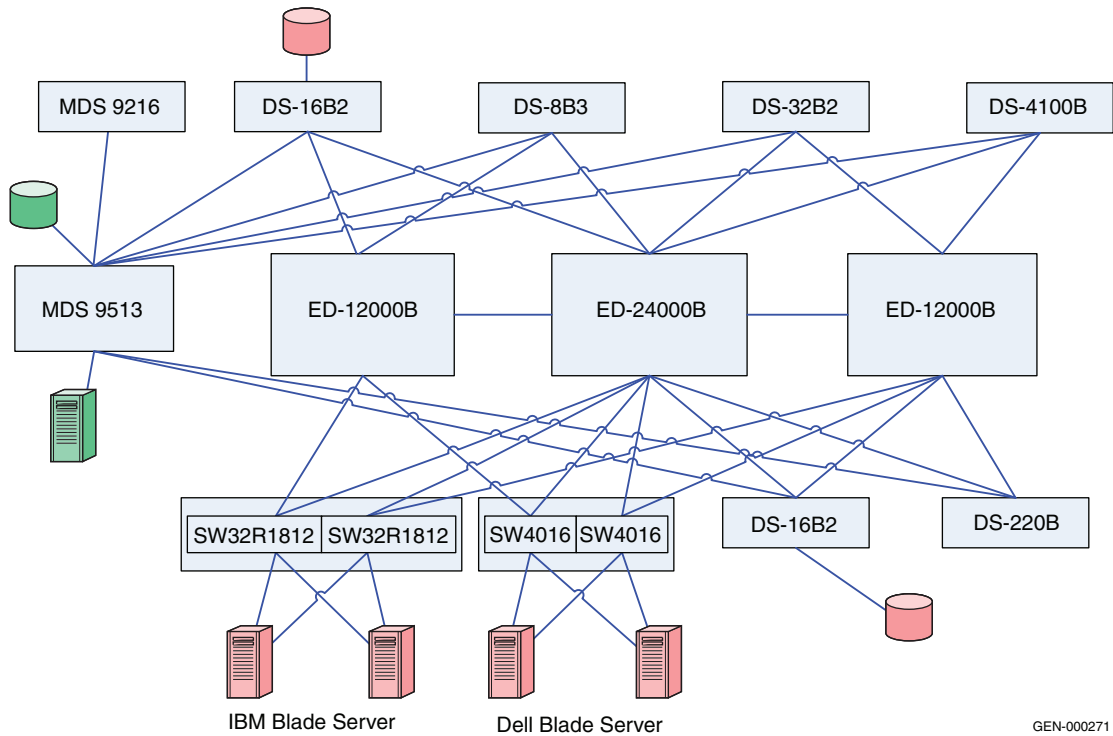 MDS 9216
DS-16B2
DS-8B3
DS-32B2
DS-4100B
MDS 9513
ED-12000B
ED-24000B
ED-12000B
SW32R1812
SW32R1812
SW4016
SW4016
DS-16B2
DS-220B
IBM Blade Server
Dell Blade Server
GEN-000271